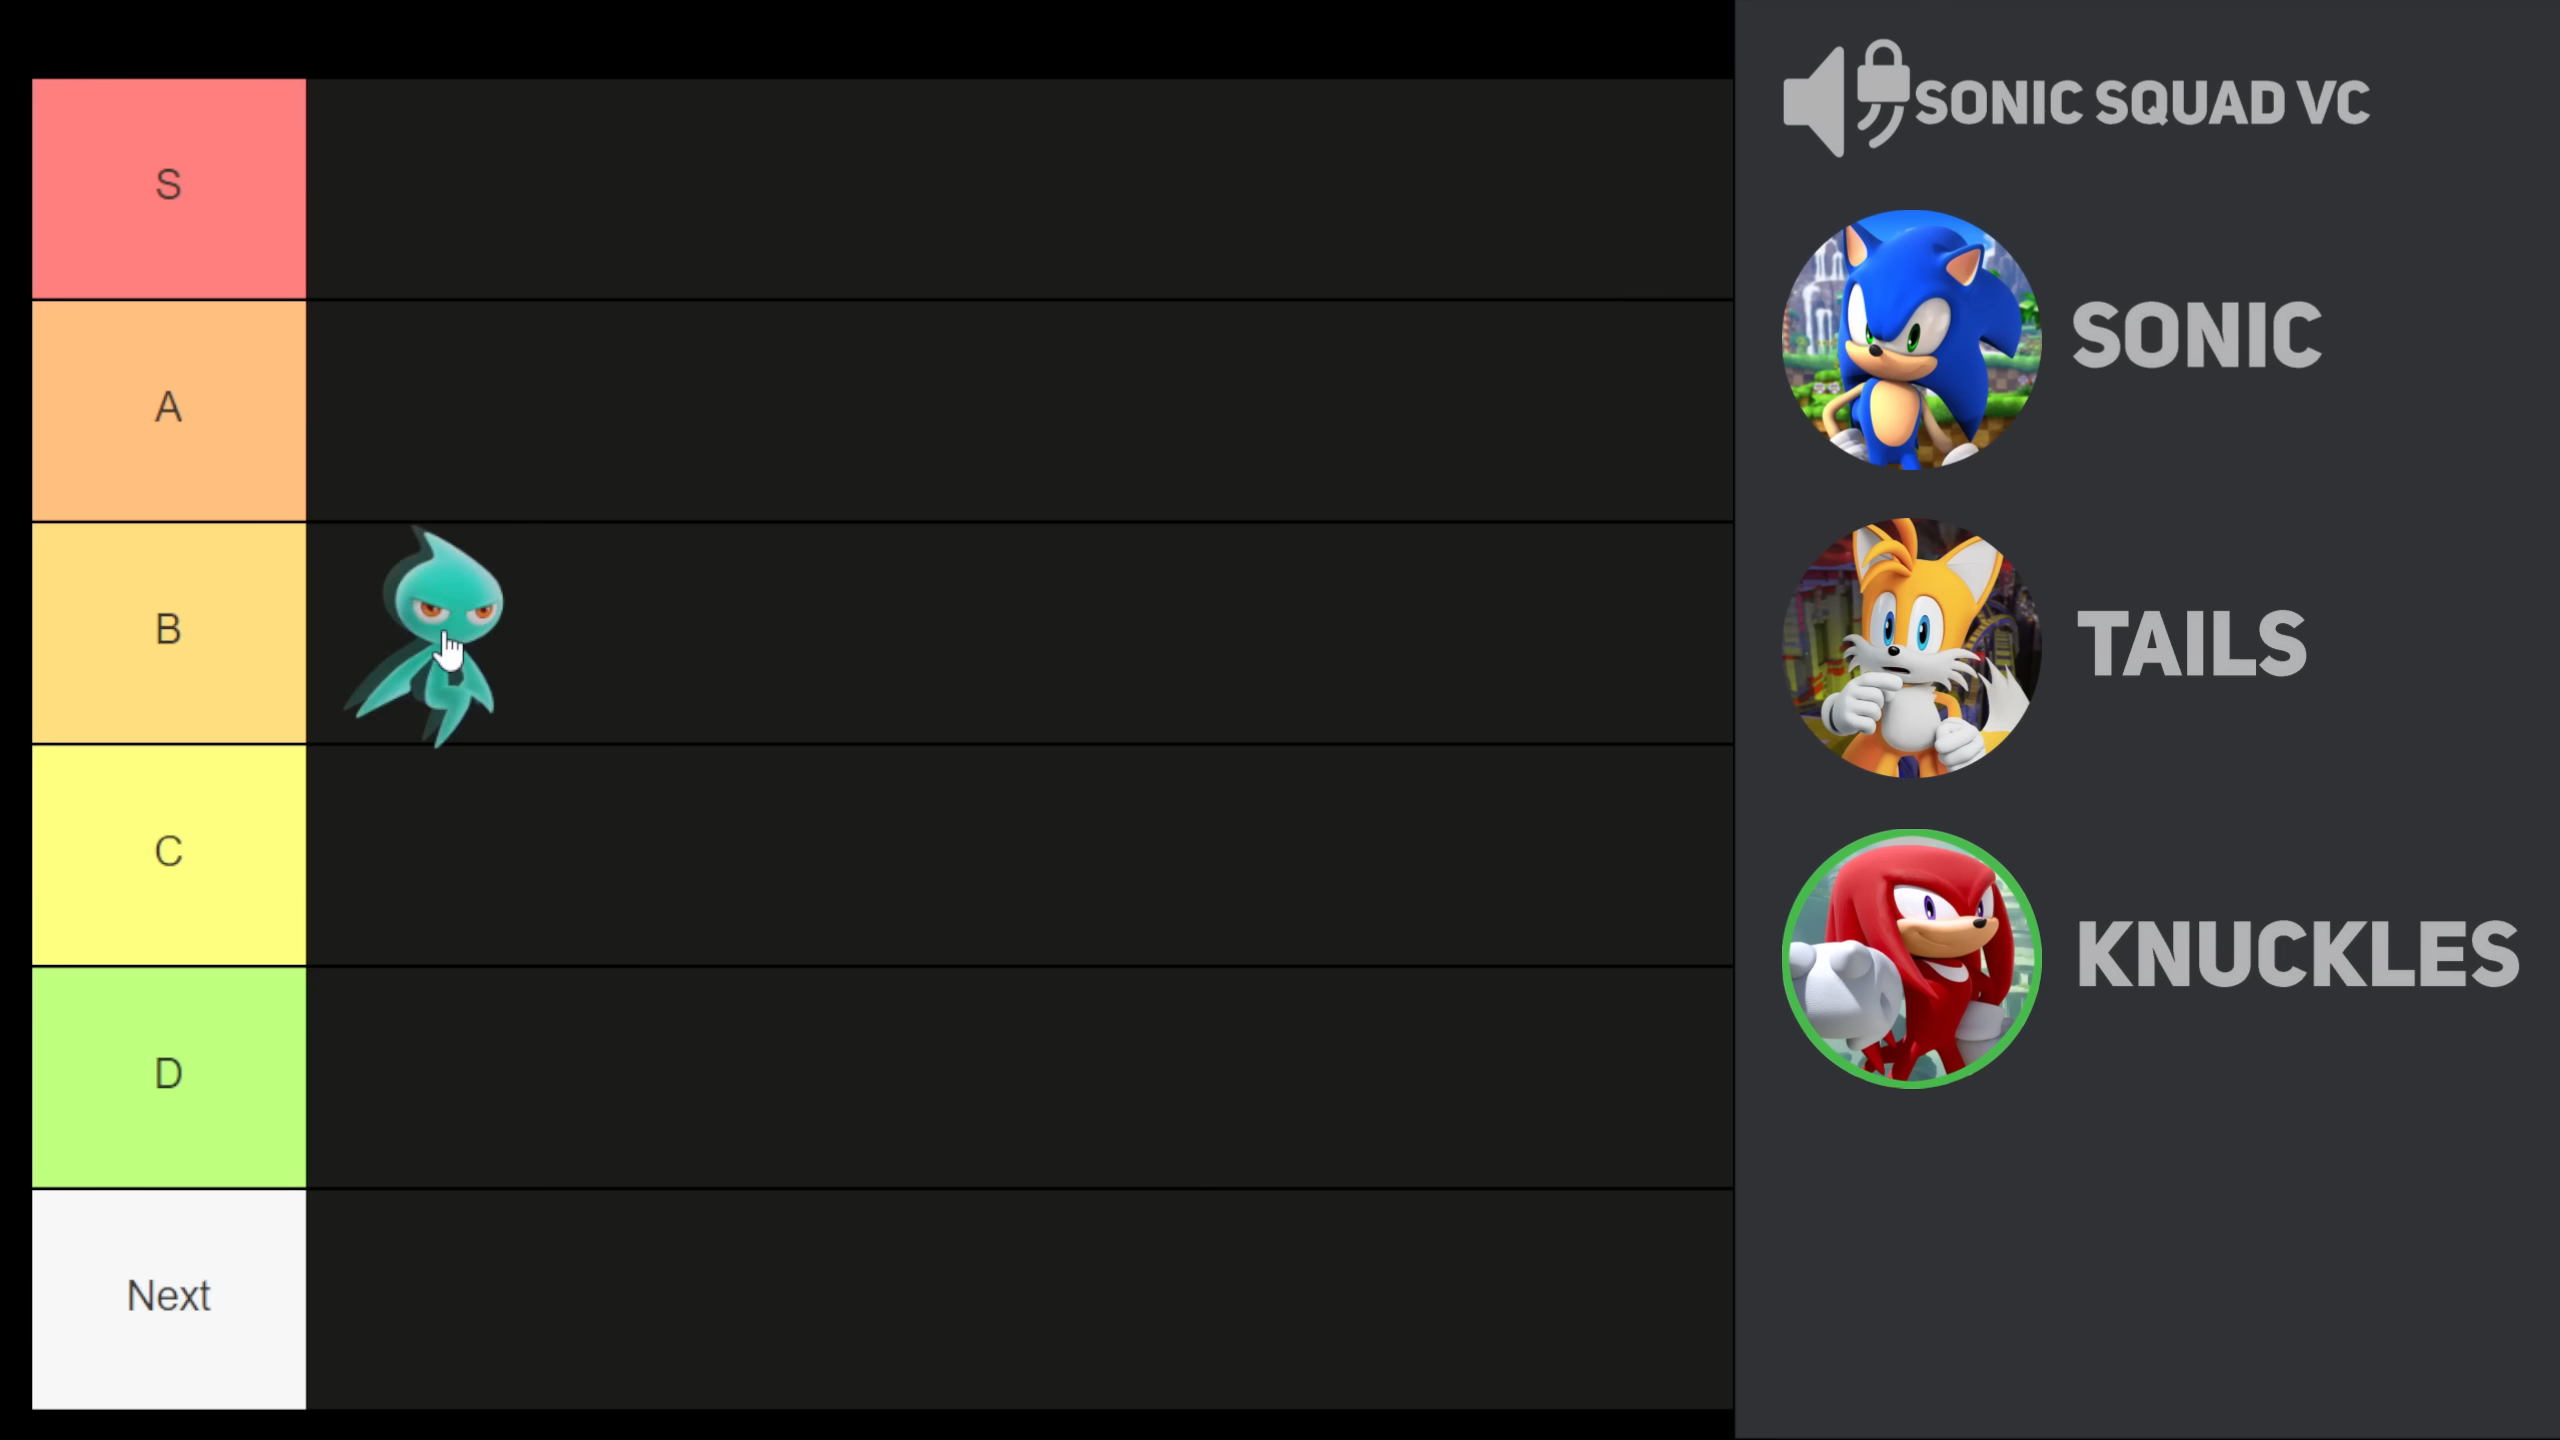 S
A
B
C
D
Next
SONIC SQUAD VC
SONIC
TAILS
KNUCKLES